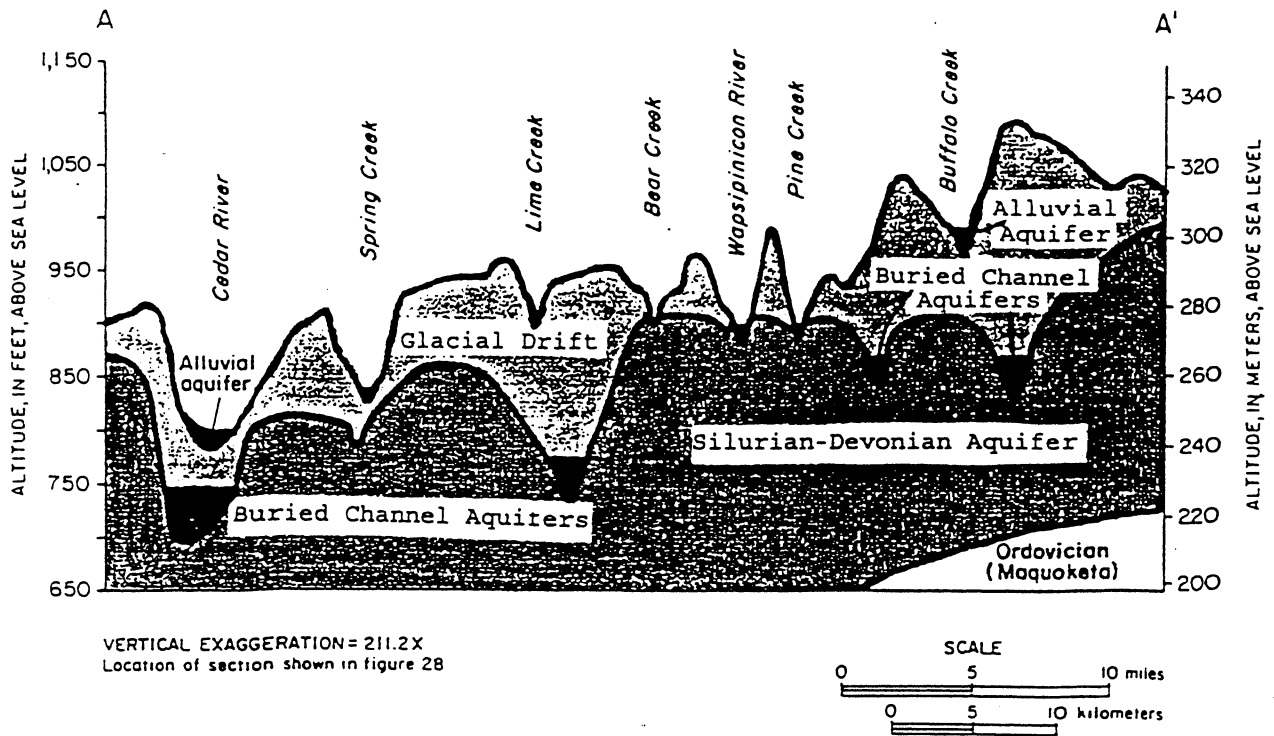 A
A'
1,150
1,050
950
850
750
650
ALTITUDE, IN FEET, ABOVE SEA LEVEL
340
320
300
280
260
240
220
200
ALTITUDE, IN METERS, ABOVE SEA LEVEL
Cedar River
Spring Creek
Lime Creek
Bear Creek
Wapsipinicon River
Pine Creek
Buffalo Creek
Alluvial
Aquifer
Buried Channel
Aquifers
Glacial Drift
Alluvial
aquifer
Silurian-Devonian Aquifer
Buried Channel Aquifers
Ordovician
(Maquoketa)
VERTICAL EXAGGERATION = 211.2X
Location of section shown in figure 28
SCALE
0 5 10 miles
0 5 10 kilometers